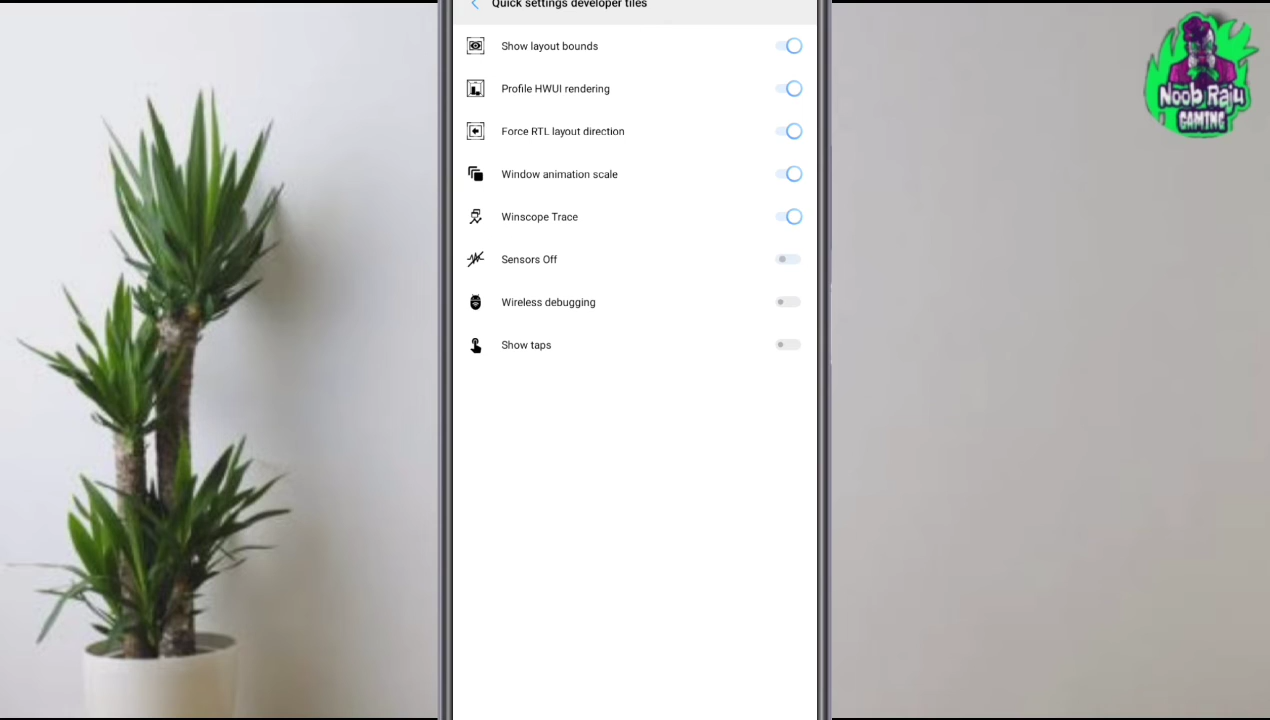 Quick settings developer tiles
Show layout bounds
Profile HWUI rendering
Force RTL layout direction
Window animation scale
Winscope Trace
Sensors Off
Wireless debugging
Show taps
Noob Raju
GAMING